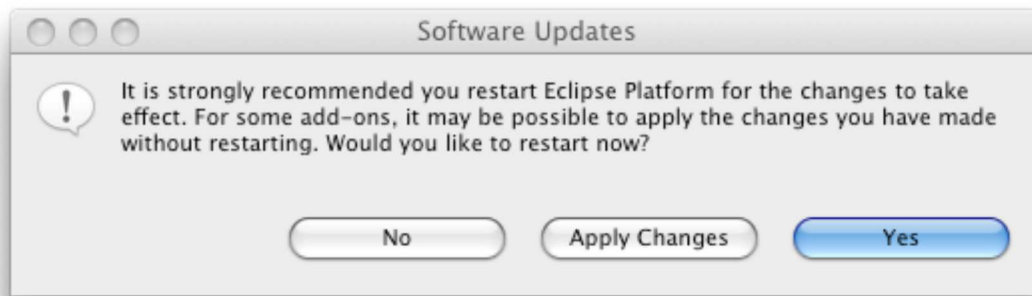 Software Updates
It is strongly recommended you restart Eclipse Platform for the changes to take
effect. For some add-ons, it may be possible to apply the changes you have made
without restarting. Would you like to restart now?
No Apply Changes Yes